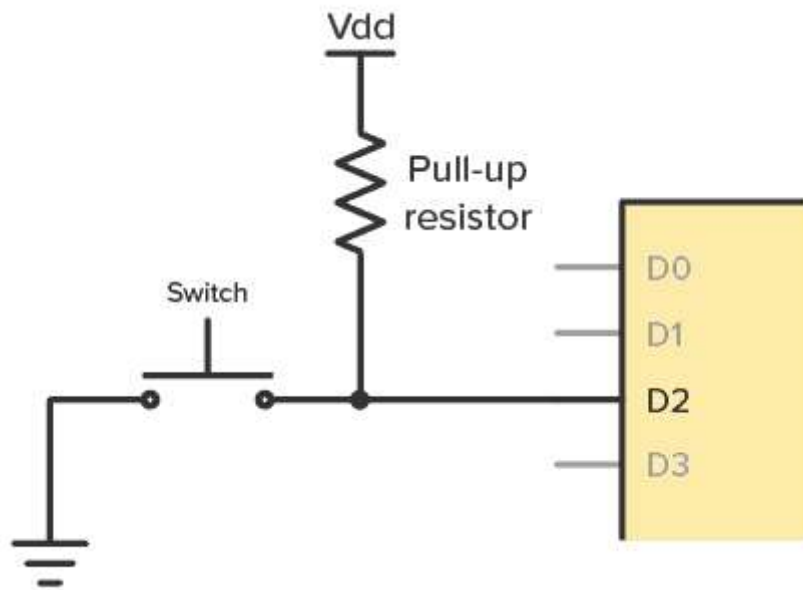 Vdd
Pull-up
resistor
Switch
D0
D1
D2
D3